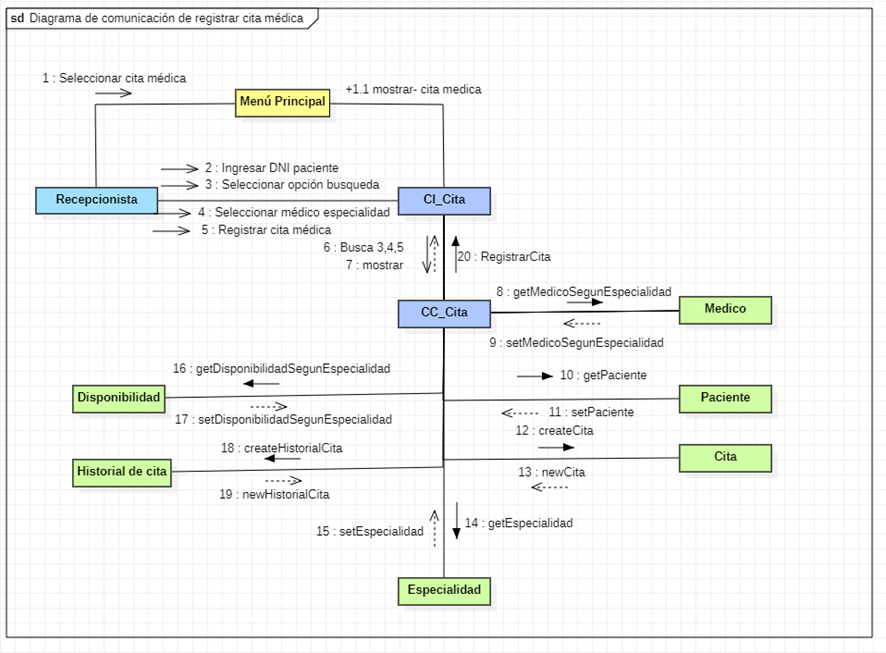 sd Diagrama de comunicación de registrar cita médica
1 : Seleccionar cita médica
Menú Principal
+1.1 mostrar- cita medica
2 : Ingresar DNI paciente
3 : Seleccionar opción busqueda
Recepcionista
CI_Cita
4 : Seleccionar médico especialidad
5 : Registrar cita médica
6 : Busca 3,4,5
7 : mostrar
20 : RegistrarCita
8 : getMedicoSegunEspecialidad
CC_Cita
Medico
9 : setMedicoSegunEspecialidad
16 : getDisponibilidadSegunEspecialidad
10 : getPaciente
Disponibilidad
Paciente
11 : setPaciente
17 : setDisponibilidadSegunEspecialidad
12 : createCita
18 : createHistorialCita
Cita
Historial de cita
13 : newCita
19 : newHistorialCita
14 : getEspecialidad
15 : setEspecialidad
Especialidad